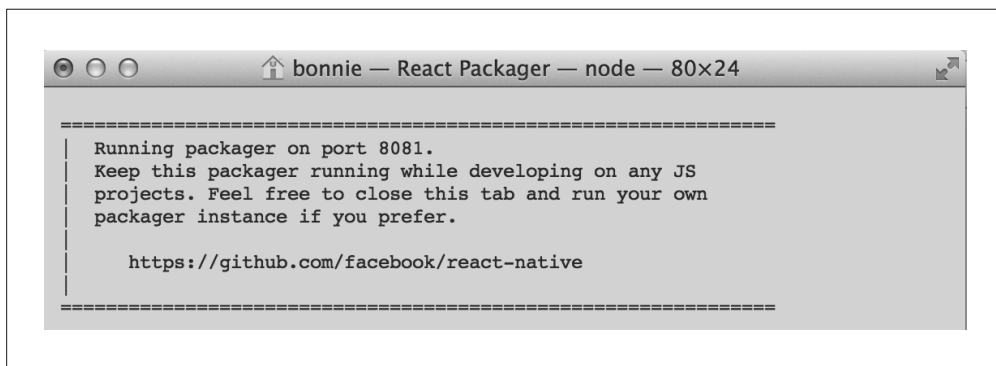 bonnie — React Packager — node — 80×24
===============================================================
| Running packager on port 8081.
| Keep this packager running while developing on any JS
| projects. Feel free to close this tab and run your own
| packager instance if you prefer.
|
| https://github.com/facebook/react-native
|
===============================================================